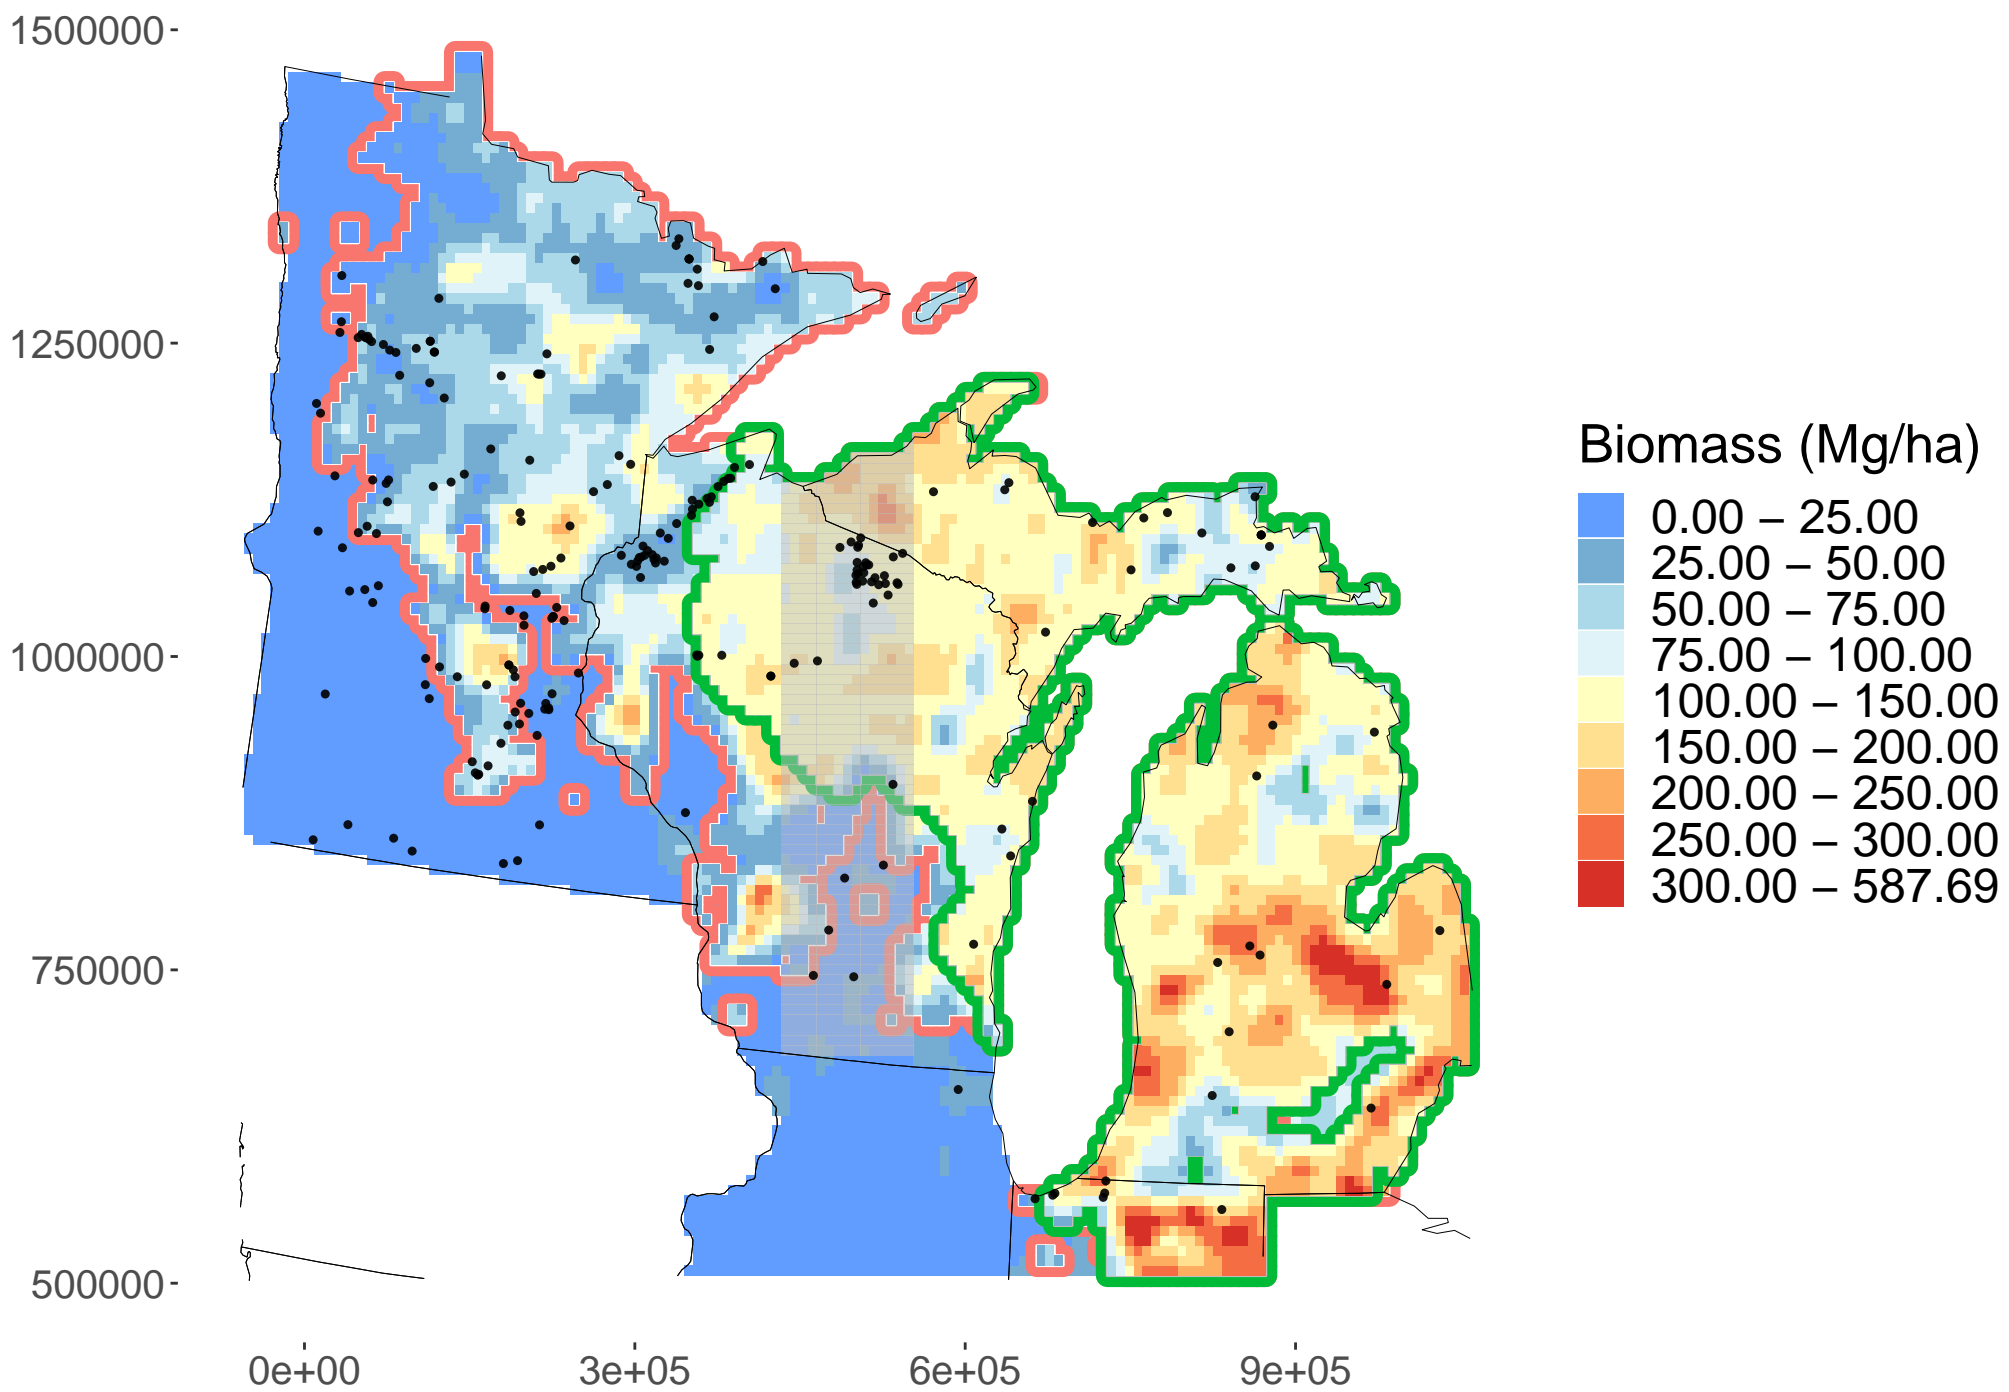 1500000
1250000
1000000
750000
500000
0e+00 3e+05 6e+05 9e+05
Biomass (Mg/ha)
0.00 – 25.00
25.00 – 50.00
50.00 – 75.00
75.00 – 100.00
100.00 – 150.00
150.00 – 200.00
200.00 – 250.00
250.00 – 300.00
300.00 – 587.69